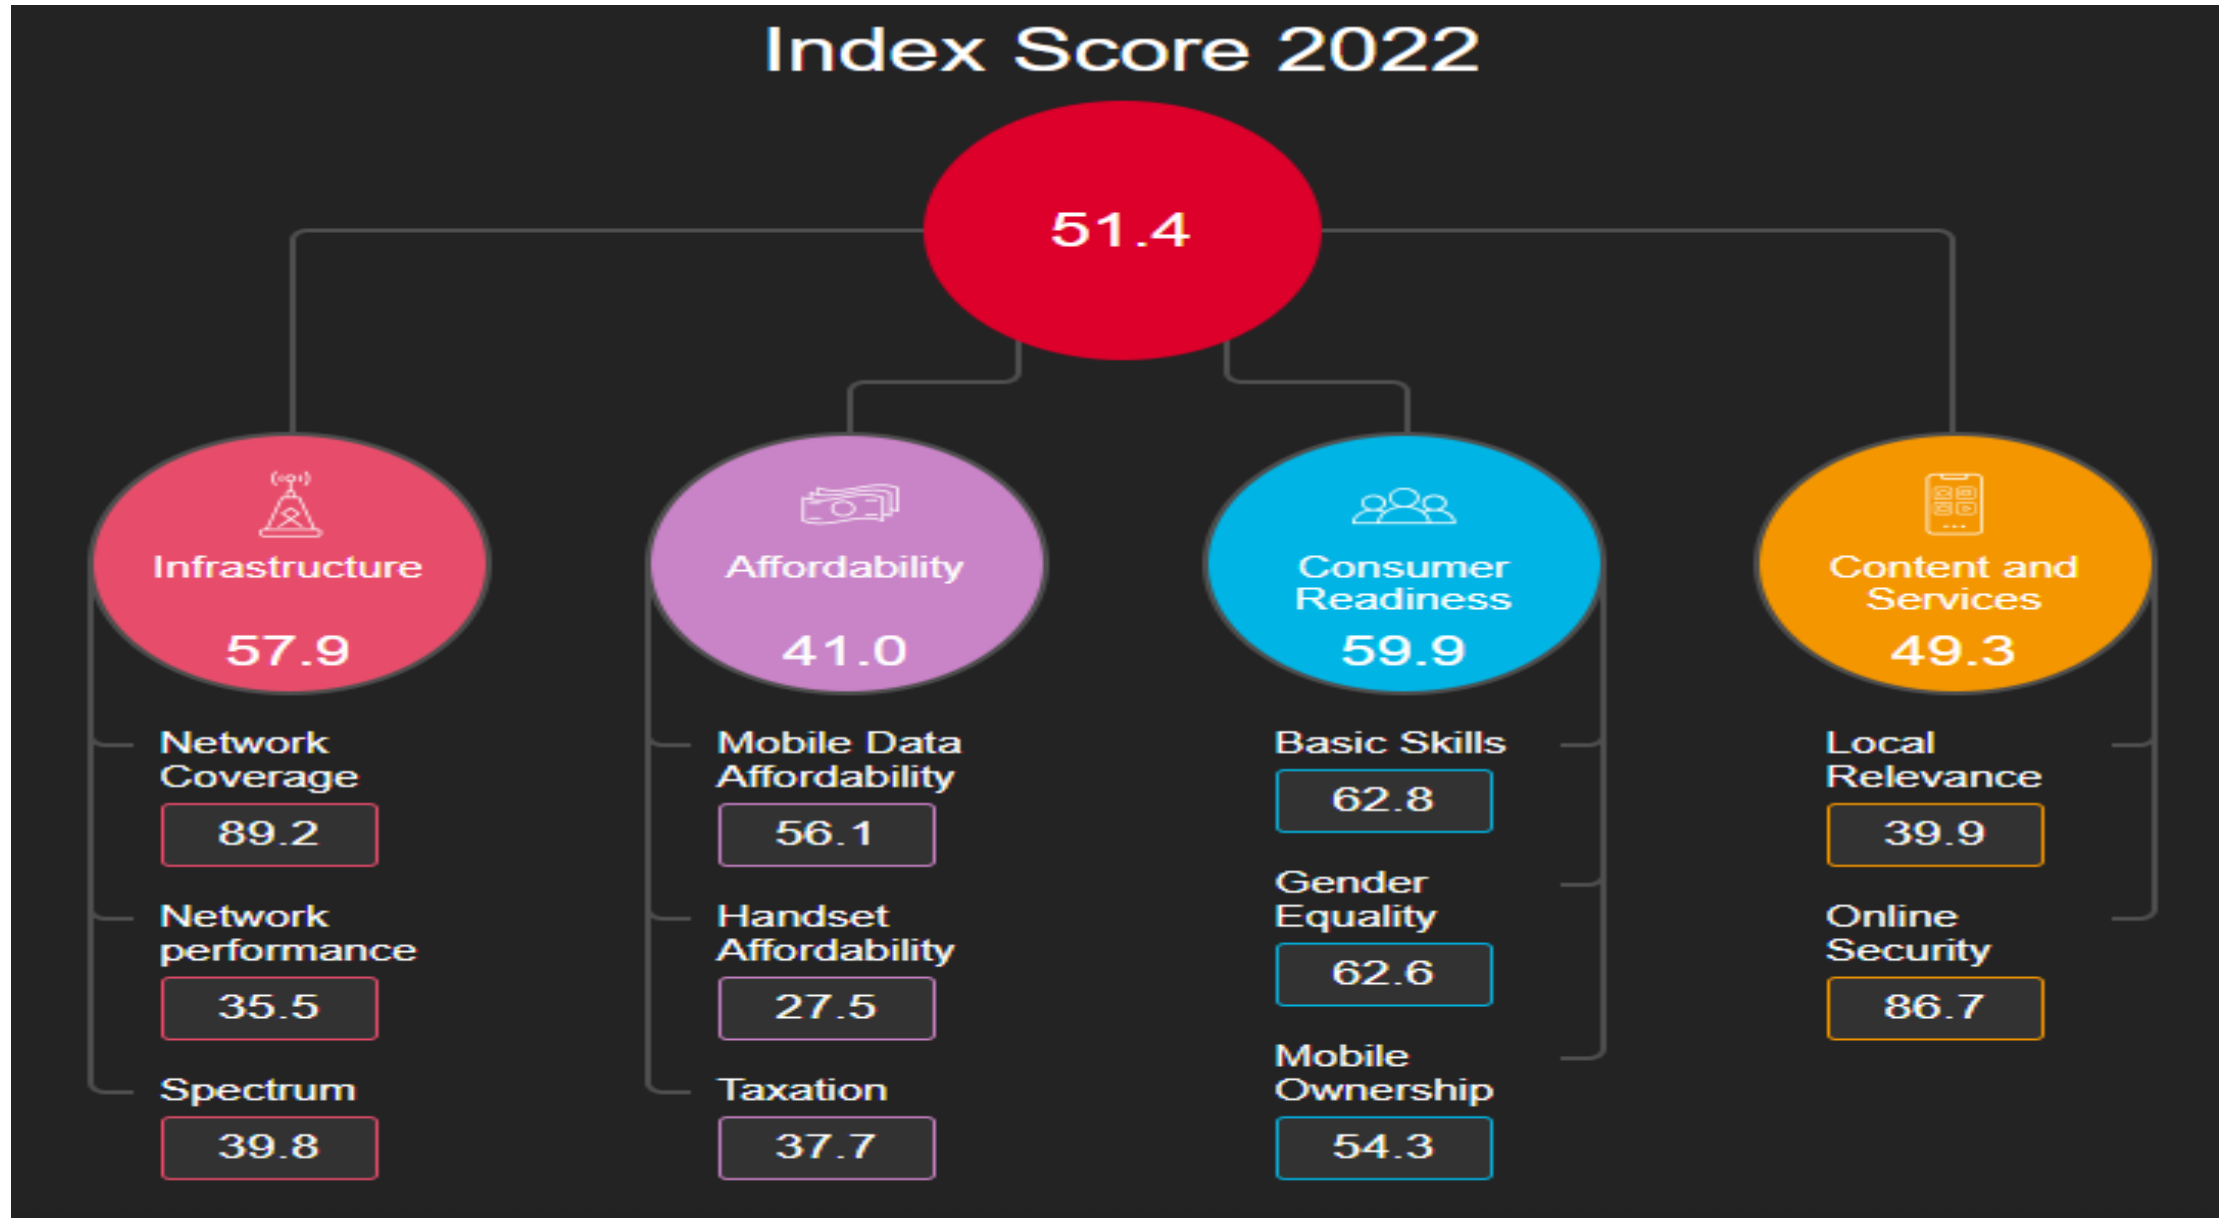 Index Score 2022
51.4
Infrastructure
57.9
Network
Coverage
89.2
Network
performance
35.5
Spectrum
39.8
Affordability
41.0
Mobile Data
Affordability
56.1
Handset
Affordability
27.5
Taxation
37.7
Consumer
Readiness
59.9
Basic Skills
62.8
Gender
Equality
62.6
Mobile
Ownership
54.3
Content and
Services
49.3
Local
Relevance
39.9
Online
Security
86.7